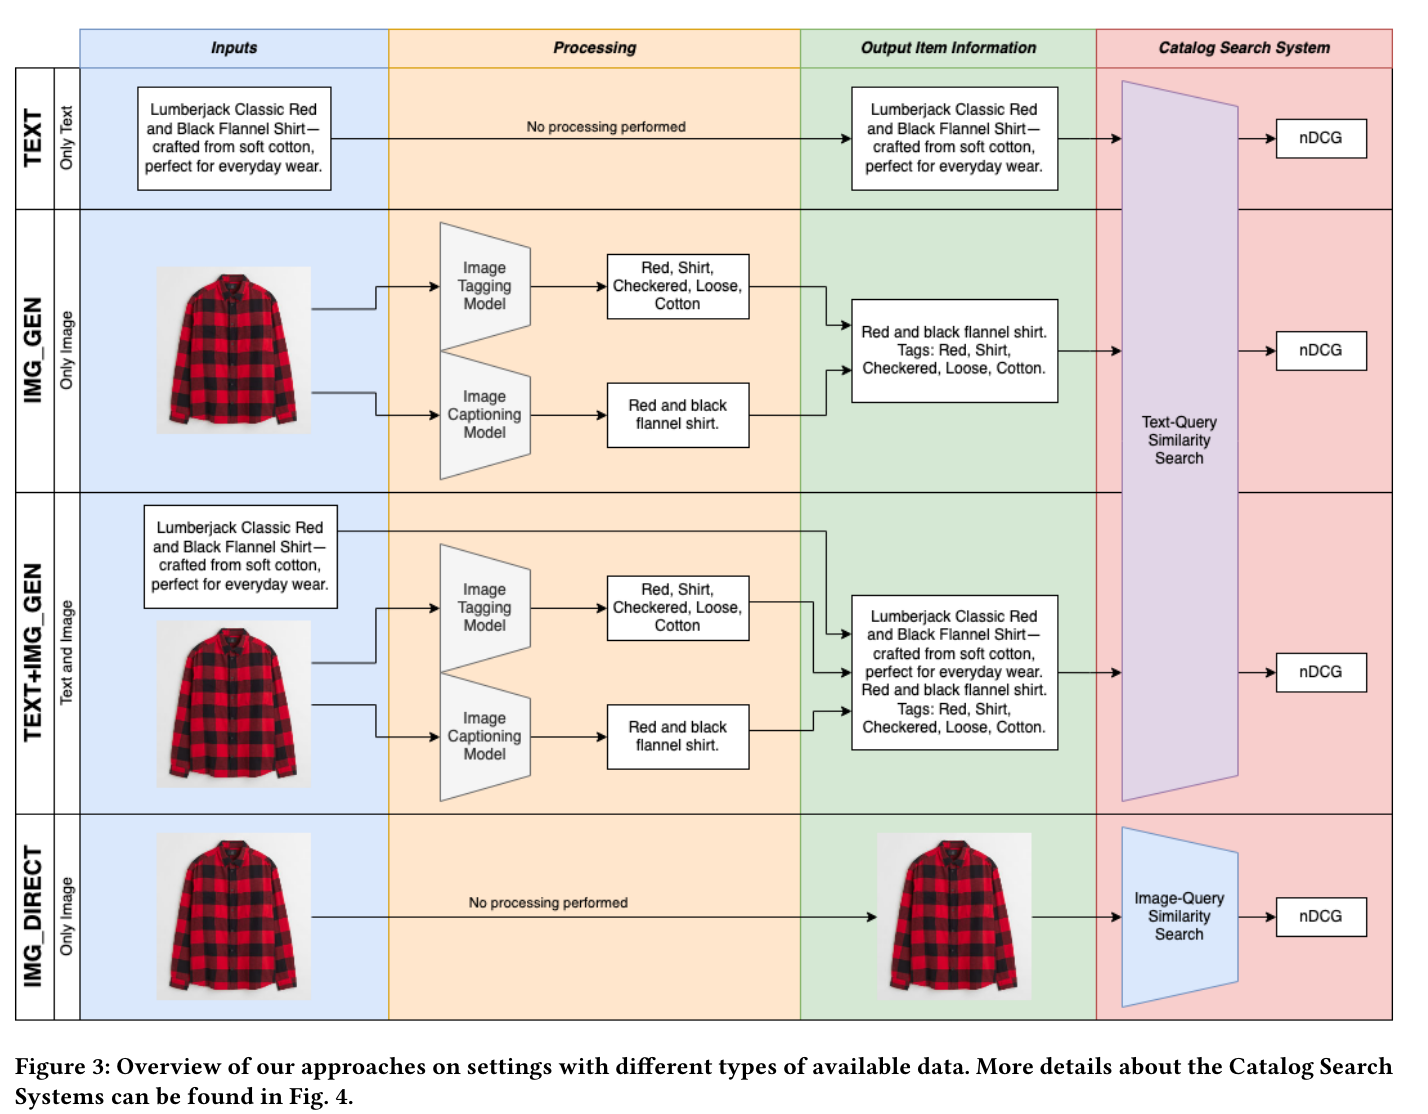 Inputs
Processing
Output Item Information
Catalog Search System
TEXT
Only Text
Lumberjack Classic Red
and Black Flannel Shirt—
crafted from soft cotton,
perfect for everyday wear.
No processing performed
Lumberjack Classic Red
and Black Flannel Shirt—
crafted from soft cotton,
perfect for everyday wear.
nDCG
IMG_GEN
Only Image
Image
Tagging
Model
Red, Shirt,
Checkered, Loose,
Cotton
Image
Captioning
Model
Red and black
flannel shirt.
Red and black flannel shirt.
Tags: Red, Shirt,
Checkered, Loose, Cotton.
nDCG
Text-Query
Similarity
Search
TEXT+IMG_GEN
Text and Image
Lumberjack Classic Red
and Black Flannel Shirt—
crafted from soft cotton,
perfect for everyday wear.
Image
Tagging
Model
Red, Shirt,
Checkered, Loose,
Cotton
Image
Captioning
Model
Red and black
flannel shirt.
Lumberjack Classic Red
and Black Flannel Shirt—
crafted from soft cotton,
perfect for everyday wear.
Red and black flannel shirt.
Tags: Red, Shirt,
Checkered, Loose, Cotton.
nDCG
IMG_DIRECT
Only Image
No processing performed
Image-Query
Similarity
Search
nDCG
Figure 3: Overview of our approaches on settings with different types of available data. More details about the Catalog Search
Systems can be found in Fig. 4.